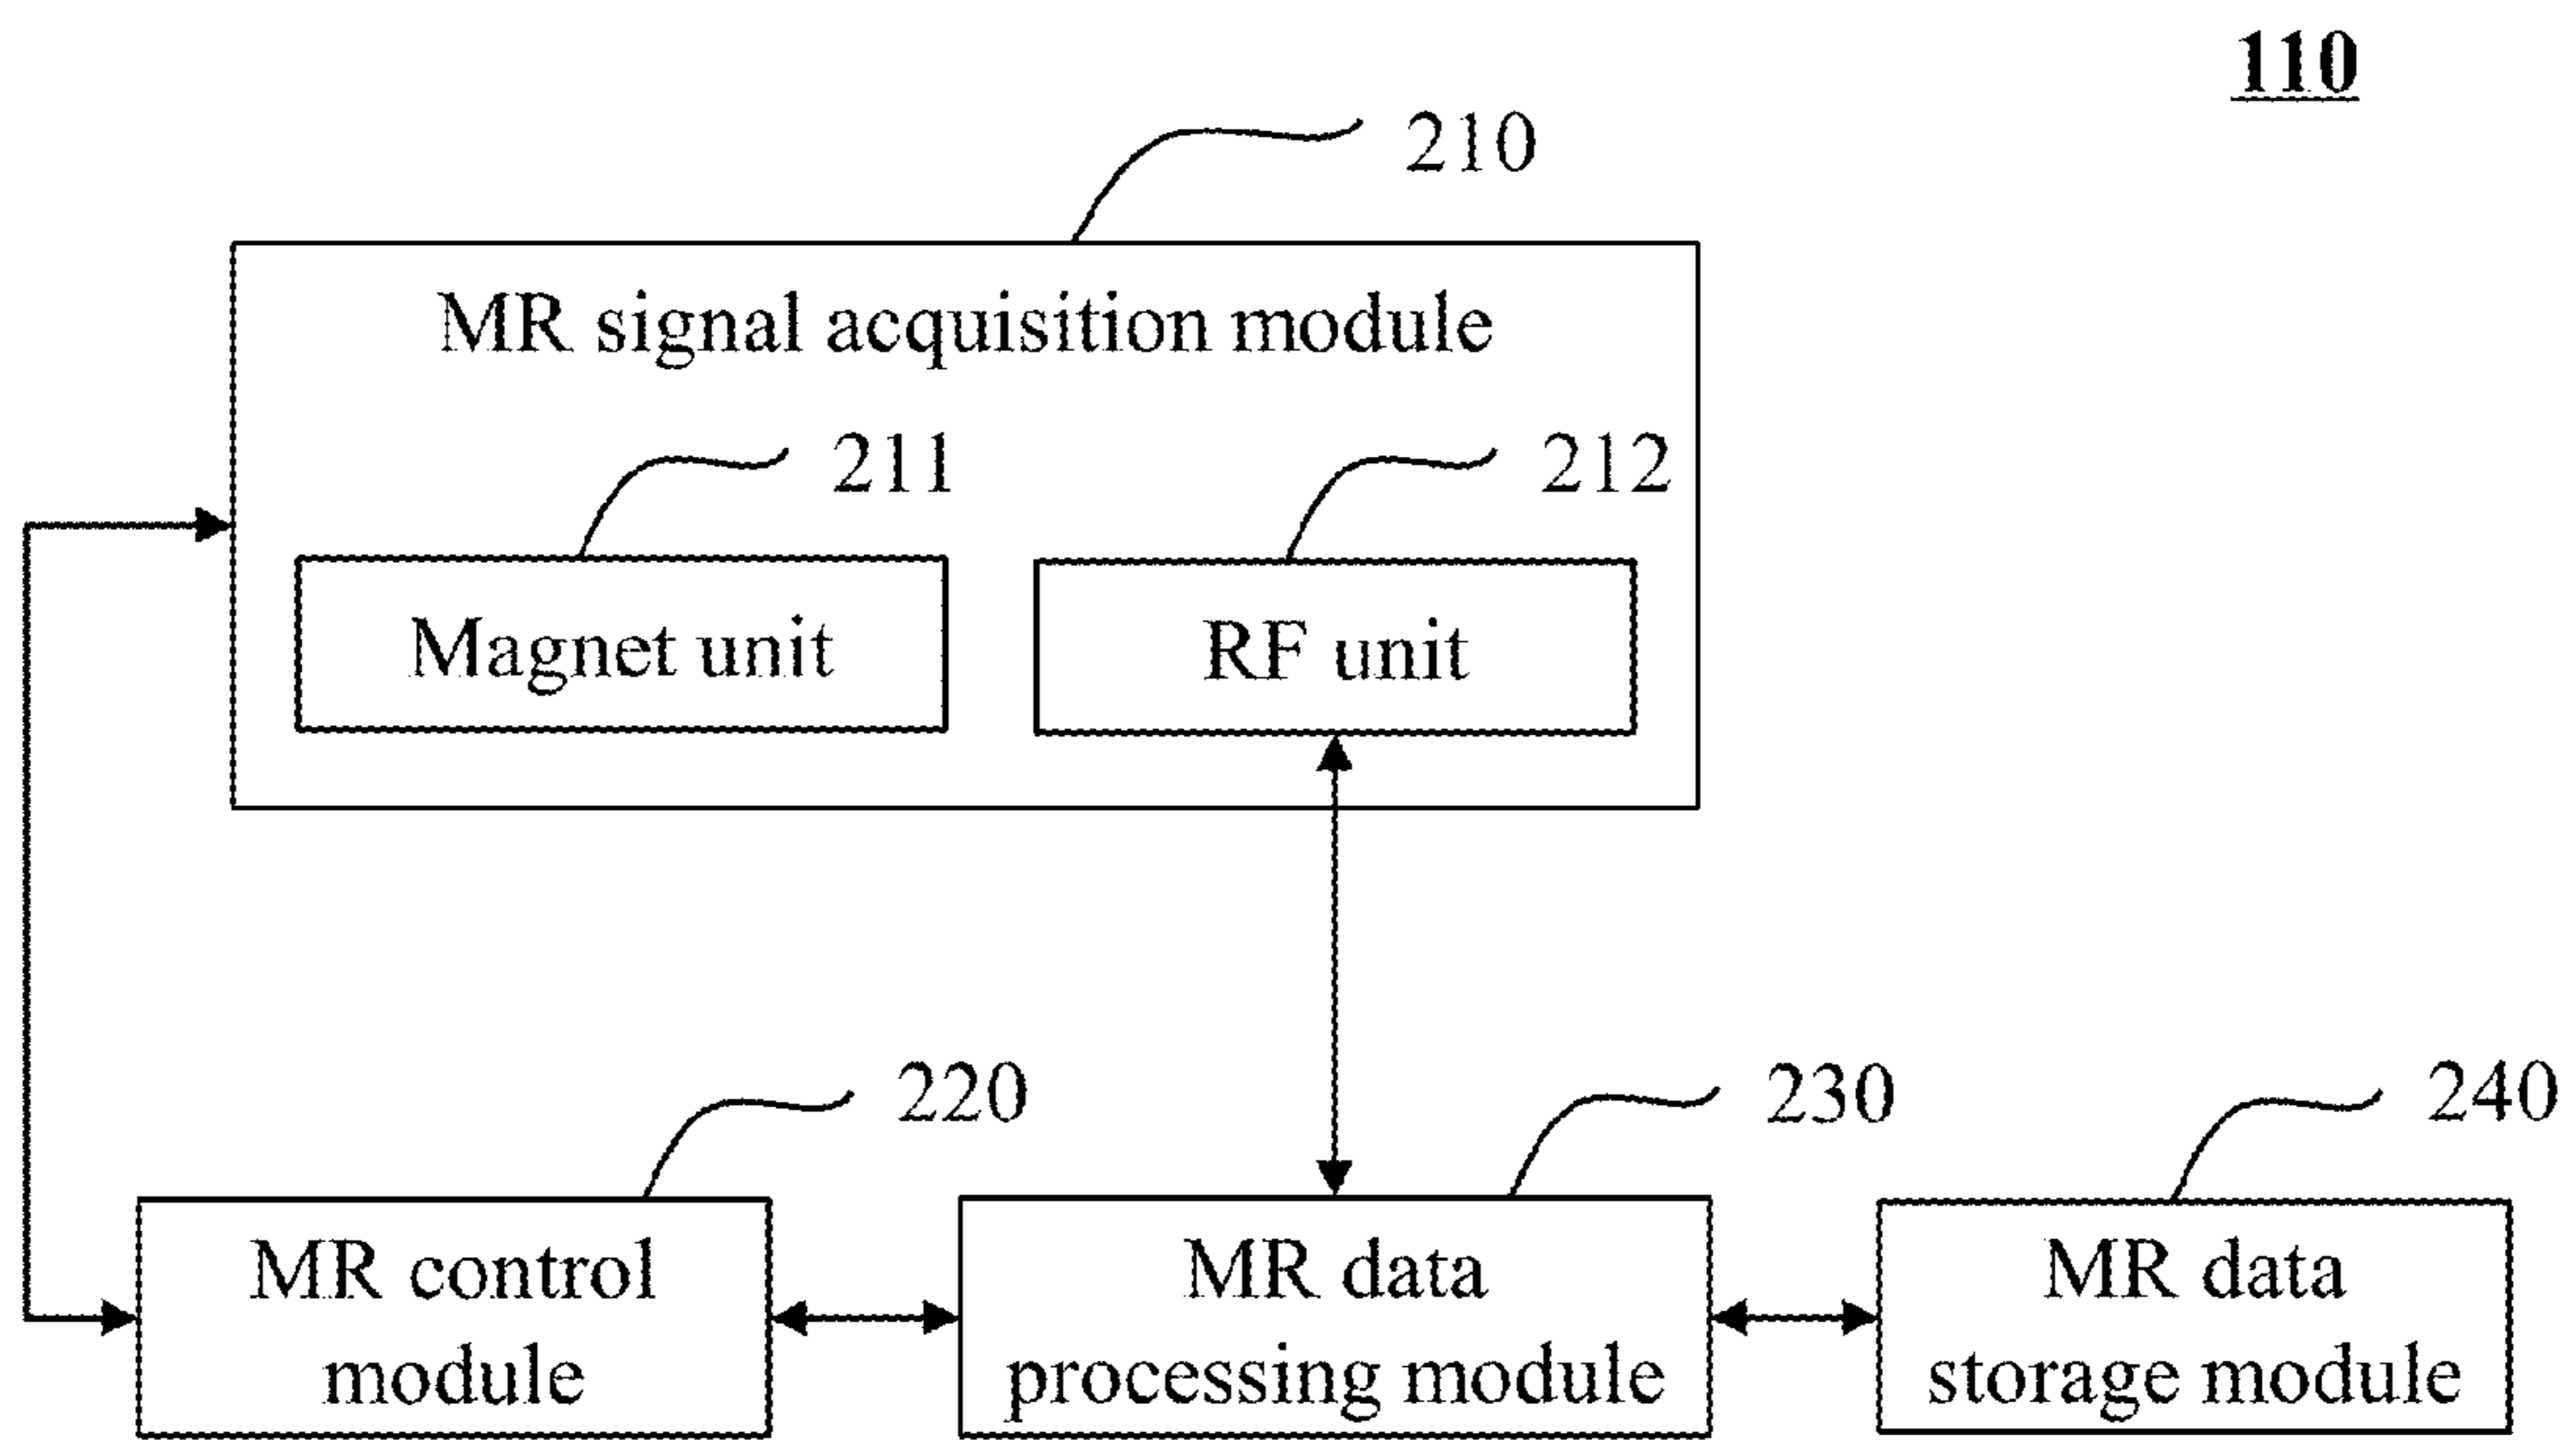 110
210
MR signal acquisition module
211
212
Magnet unit
RF unit
220
230
240
MR control
module
MR data
processing module
MR data
storage module